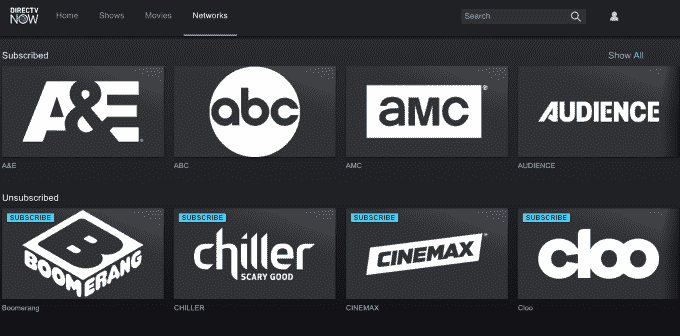 DIRECTV
NOW
Home Shows Movies Networks Search
Subscribed Show All
A&E abc aMC AUDIENCE
A&E ABC AMC AUDIENCE
Unsubscribed
SUBSCRIBE SUBSCRIBE SUBSCRIBE SUBSCRIBE
B
BOOMERANG chiller CINEMAX cloo
SCARY GOOD
Boomerang CHILLER CINEMAX Cloo